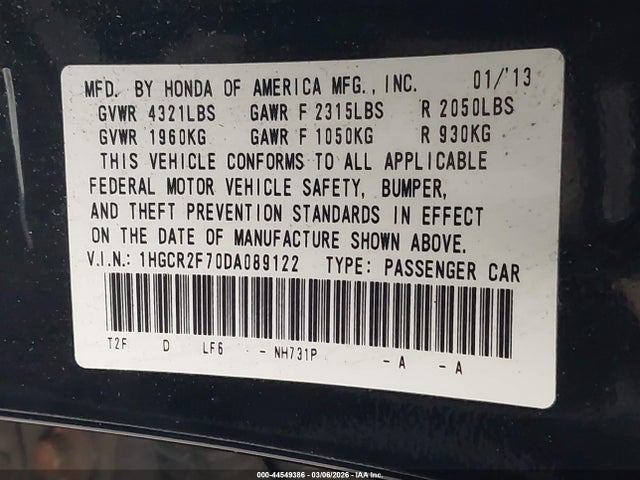 MFD. BY HONDA OF AMERICA MFG., INC. 01/'13
GVWR 4321LBS GAWR F 2315LBS R 2050LBS
GVWR 1960KG GAWR F 1050KG R 930KG
THIS VEHICLE CONFORMS TO ALL APPLICABLE
FEDERAL MOTOR VEHICLE SAFETY, BUMPER,
AND THEFT PREVENTION STANDARDS IN EFFECT
ON THE DATE OF MANUFACTURE SHOWN ABOVE.
V.I.N.: 1HGCR2F70DA089122 TYPE: PASSENGER CAR
T2F D LF6 - NH731P - A - A
000-44549386 - 03/06/2026 - IAA Inc.